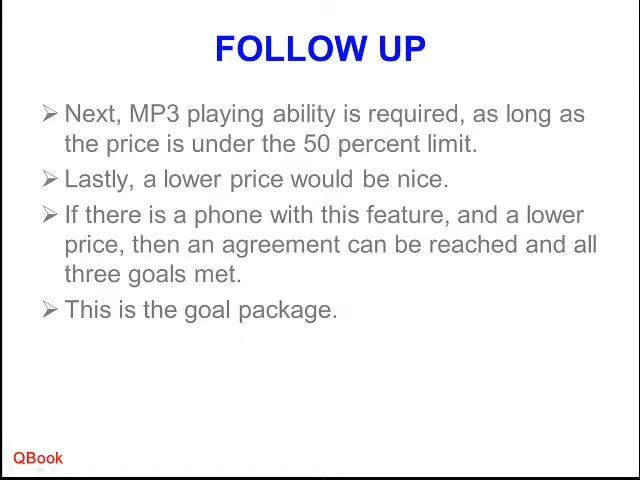 FOLLOW UP
Next, MP3 playing ability is required, as long as
the price is under the 50 percent limit.
Lastly, a lower price would be nice.
If there is a phone with this feature, and a lower
price, then an agreement can be reached and all
three goals met.
This is the goal package.
QBook